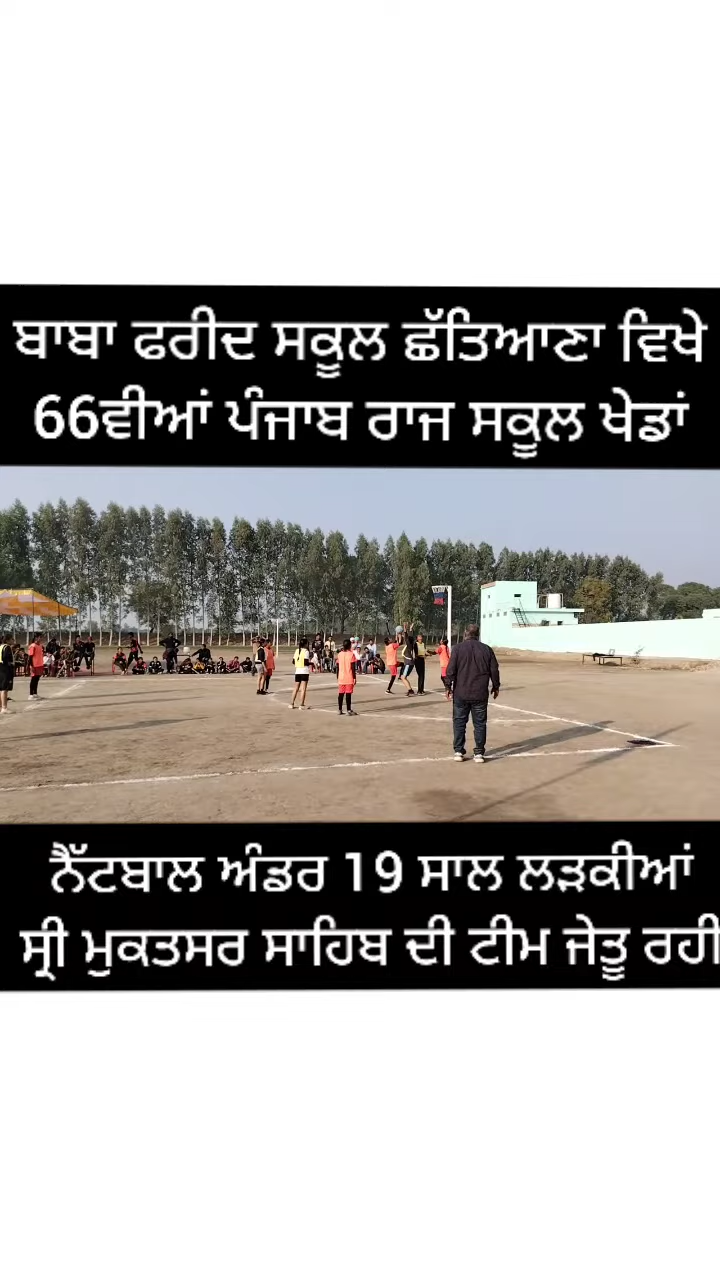 ਬਾਬਾ ਫਰੀਦ ਸਕੂਲ ਛੱਤਿਆਣਾ ਵਿਖੇ
66ਵੀਆਂ ਪੰਜਾਬ ਰਾਜ ਸਕੂਲ ਖੇਡਾਂ
ਨੈੱਟਬਾਲ ਅੰਡਰ 19 ਸਾਲ ਲੜਕੀਆਂ
ਸ੍ਰੀ ਮੁਕਤਸਰ ਸਾਹਿਬ ਦੀ ਟੀਮ ਜੇਤੂ ਰਹੀ